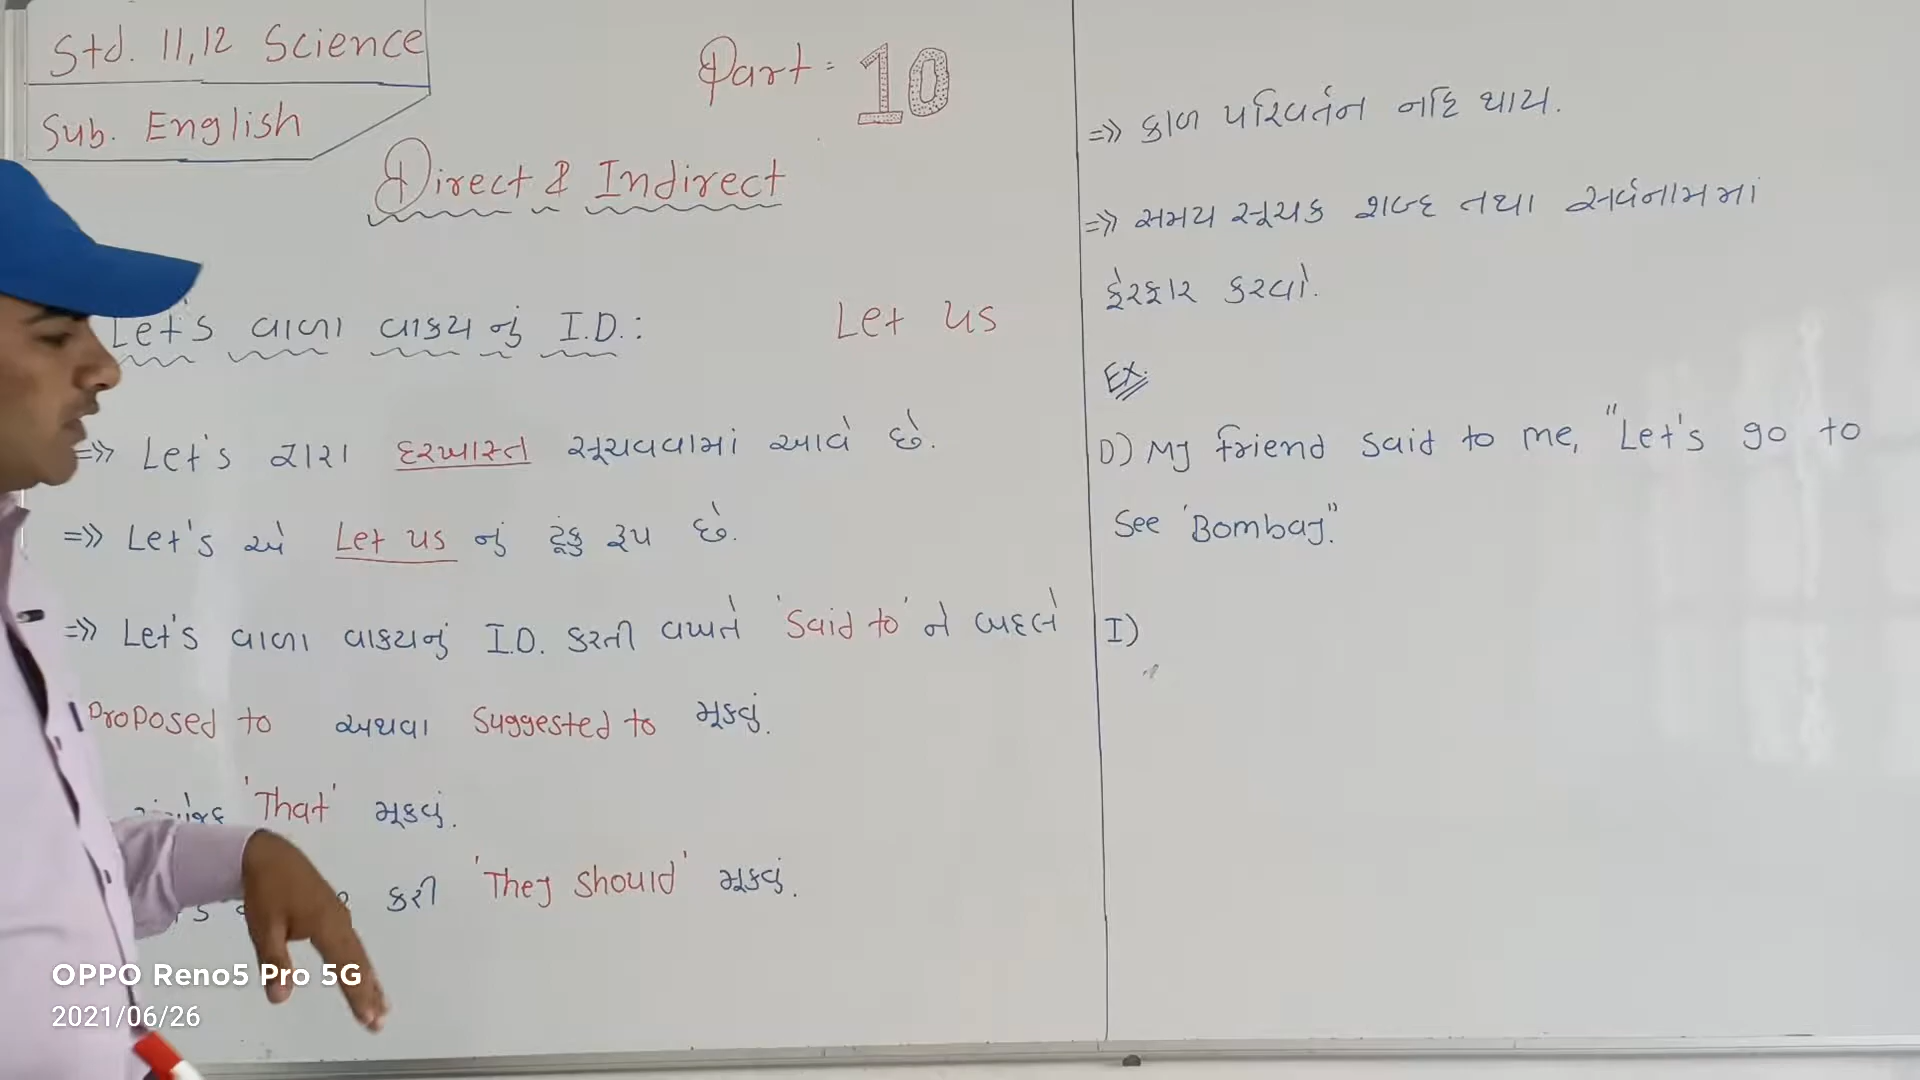 Std. 11,12 Science
Sub. English
Part : 10
Direct & Indirect
Let's વાળા વાક્ય નું I.D. :
Let us
=>> Let's દ્વારા દરખાસ્ત સૂચવવામાં આવે છે.
=>> Let's એ Let us નું ટૂંકુ રૂપ છે.
=>> Let's વાળા વાક્યનું I.D. કરતી વખતે 'Said to' ને બદલે
Proposed to અથવા Suggested to મૂકવું.
'That' મૂકવું.
કરી 'They should' મૂકવું.
=>> કાળ પરિવર્તન નહિ થાય.
=>> સમય સૂચક શબ્દ તથા સર્વનામમાં
ફેરફાર કરવો.
Ex.
D) My friend said to me, "Let's go to
See 'Bombay."
I)
OPPO Reno5 Pro 5G
2021/06/26